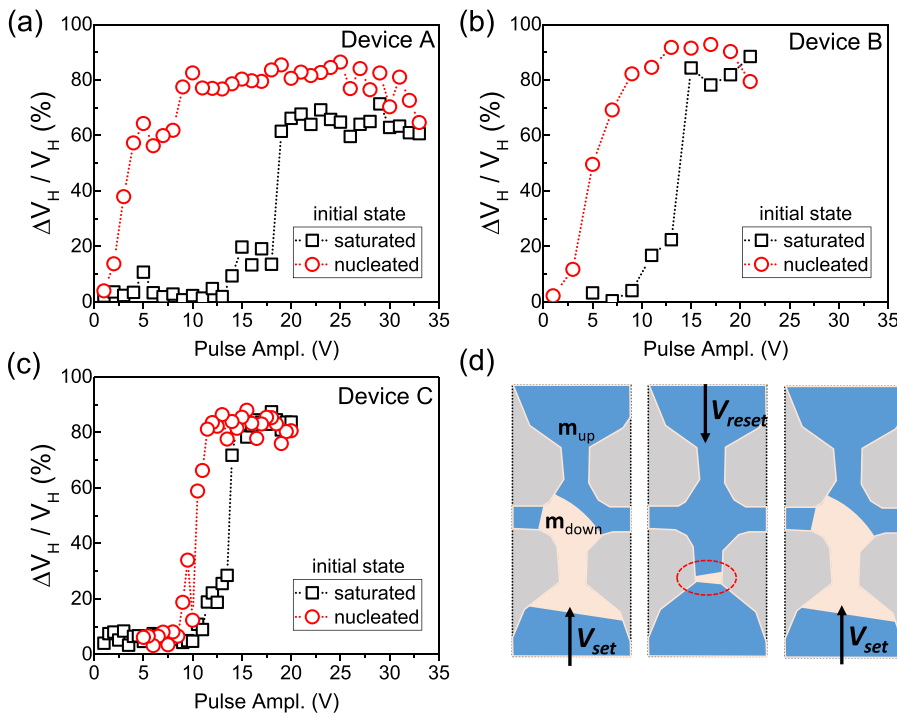 (a)
Device A
100
80
60
40
20
0
ΔV_H / V_H (%)
initial state
saturated
nucleated
0 5 10 15 20 25 30 35
Pulse Ampl. (V)
(b)
Device B
100
80
60
40
20
0
ΔV_H / V_H (%)
initial state
saturated
nucleated
0 5 10 15 20 25 30 35
Pulse Ampl. (V)
(c)
Device C
100
80
60
40
20
0
ΔV_H / V_H (%)
initial state
saturated
nucleated
0 5 10 15 20 25 30 35
Pulse Ampl. (V)
(d)
m_up
m_down
V_set
V_reset
V_set